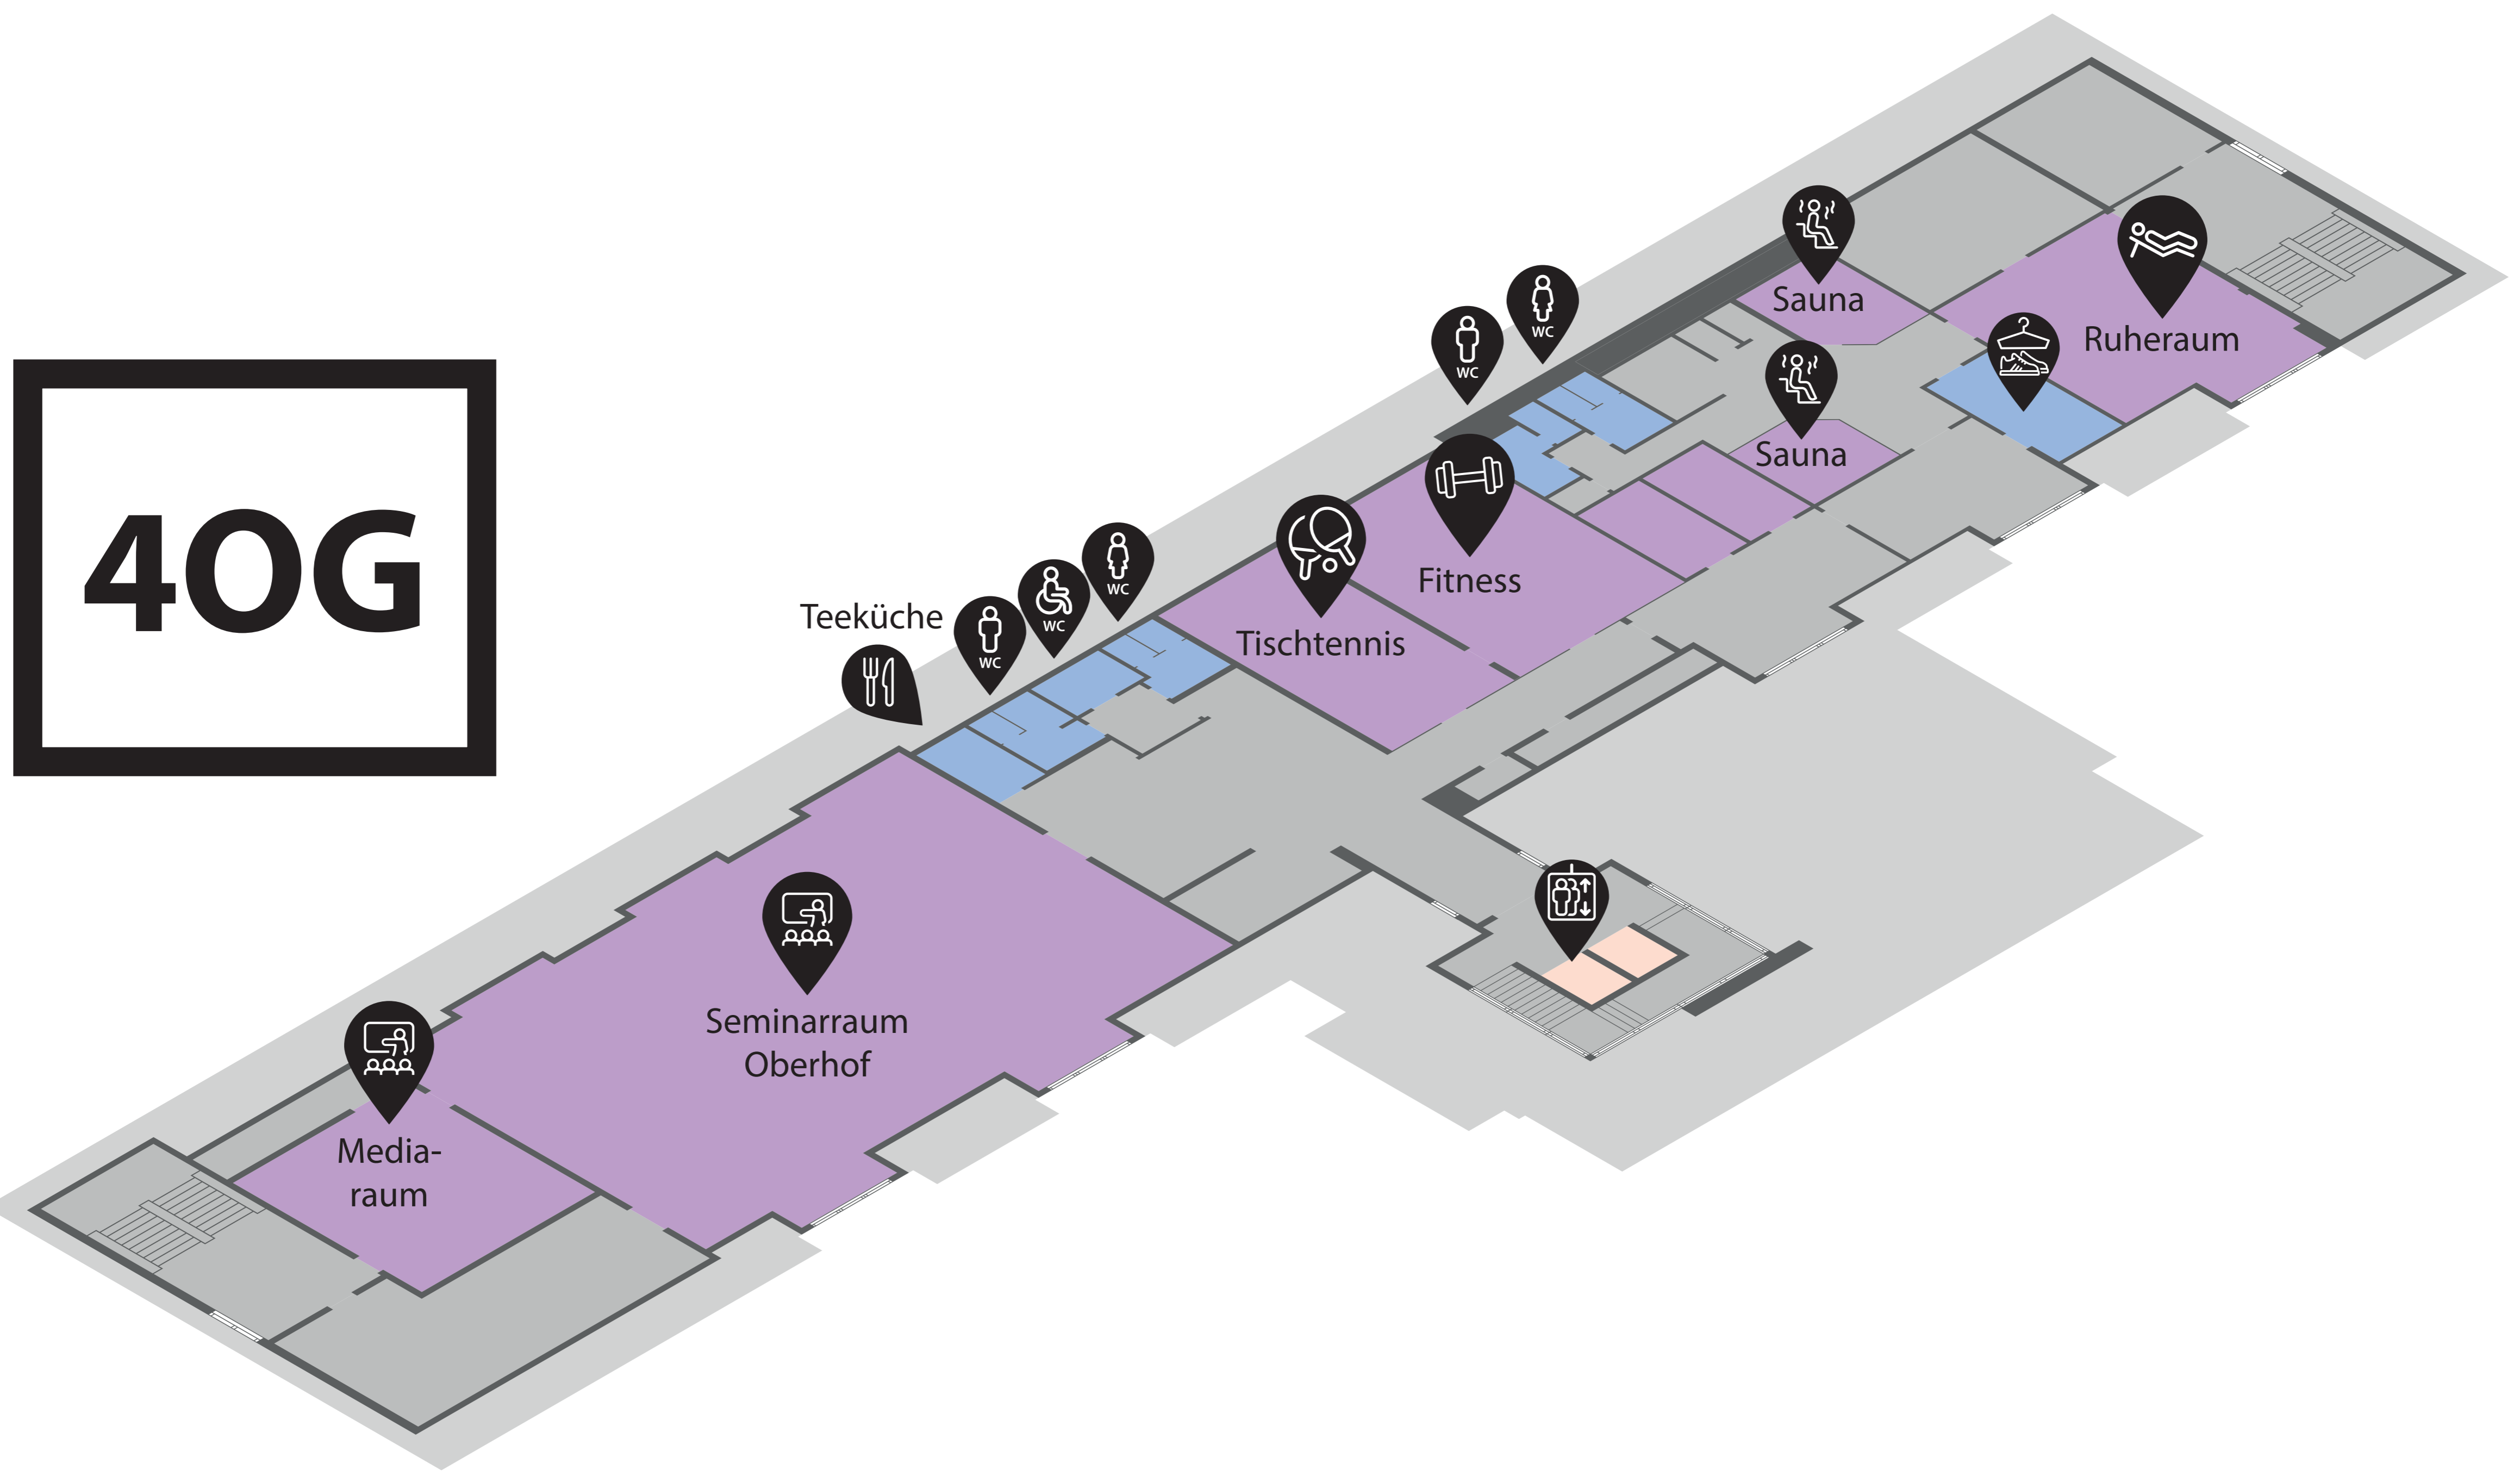 4OG
Sauna
Ruheraum
WC
WC
Sauna
Fitness
Tischtennis
WC
WC
WC
Teeküche
Seminarraum
Oberhof
Media-
raum